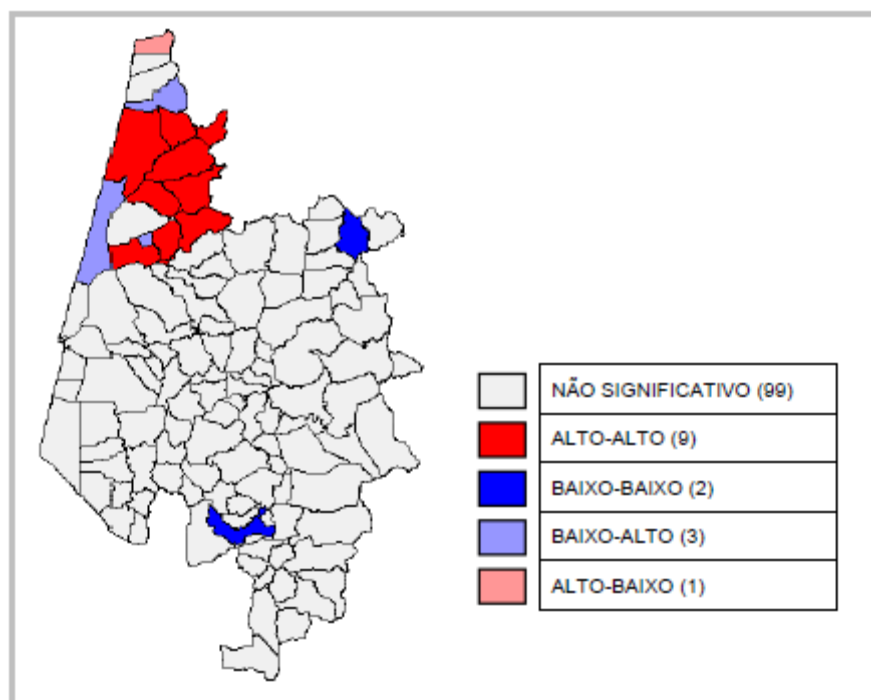 NÃO SIGNIFICATIVO (99)
ALTO-ALTO (9)
BAIXO-BAIXO (2)
BAIXO-ALTO (3)
ALTO-BAIXO (1)